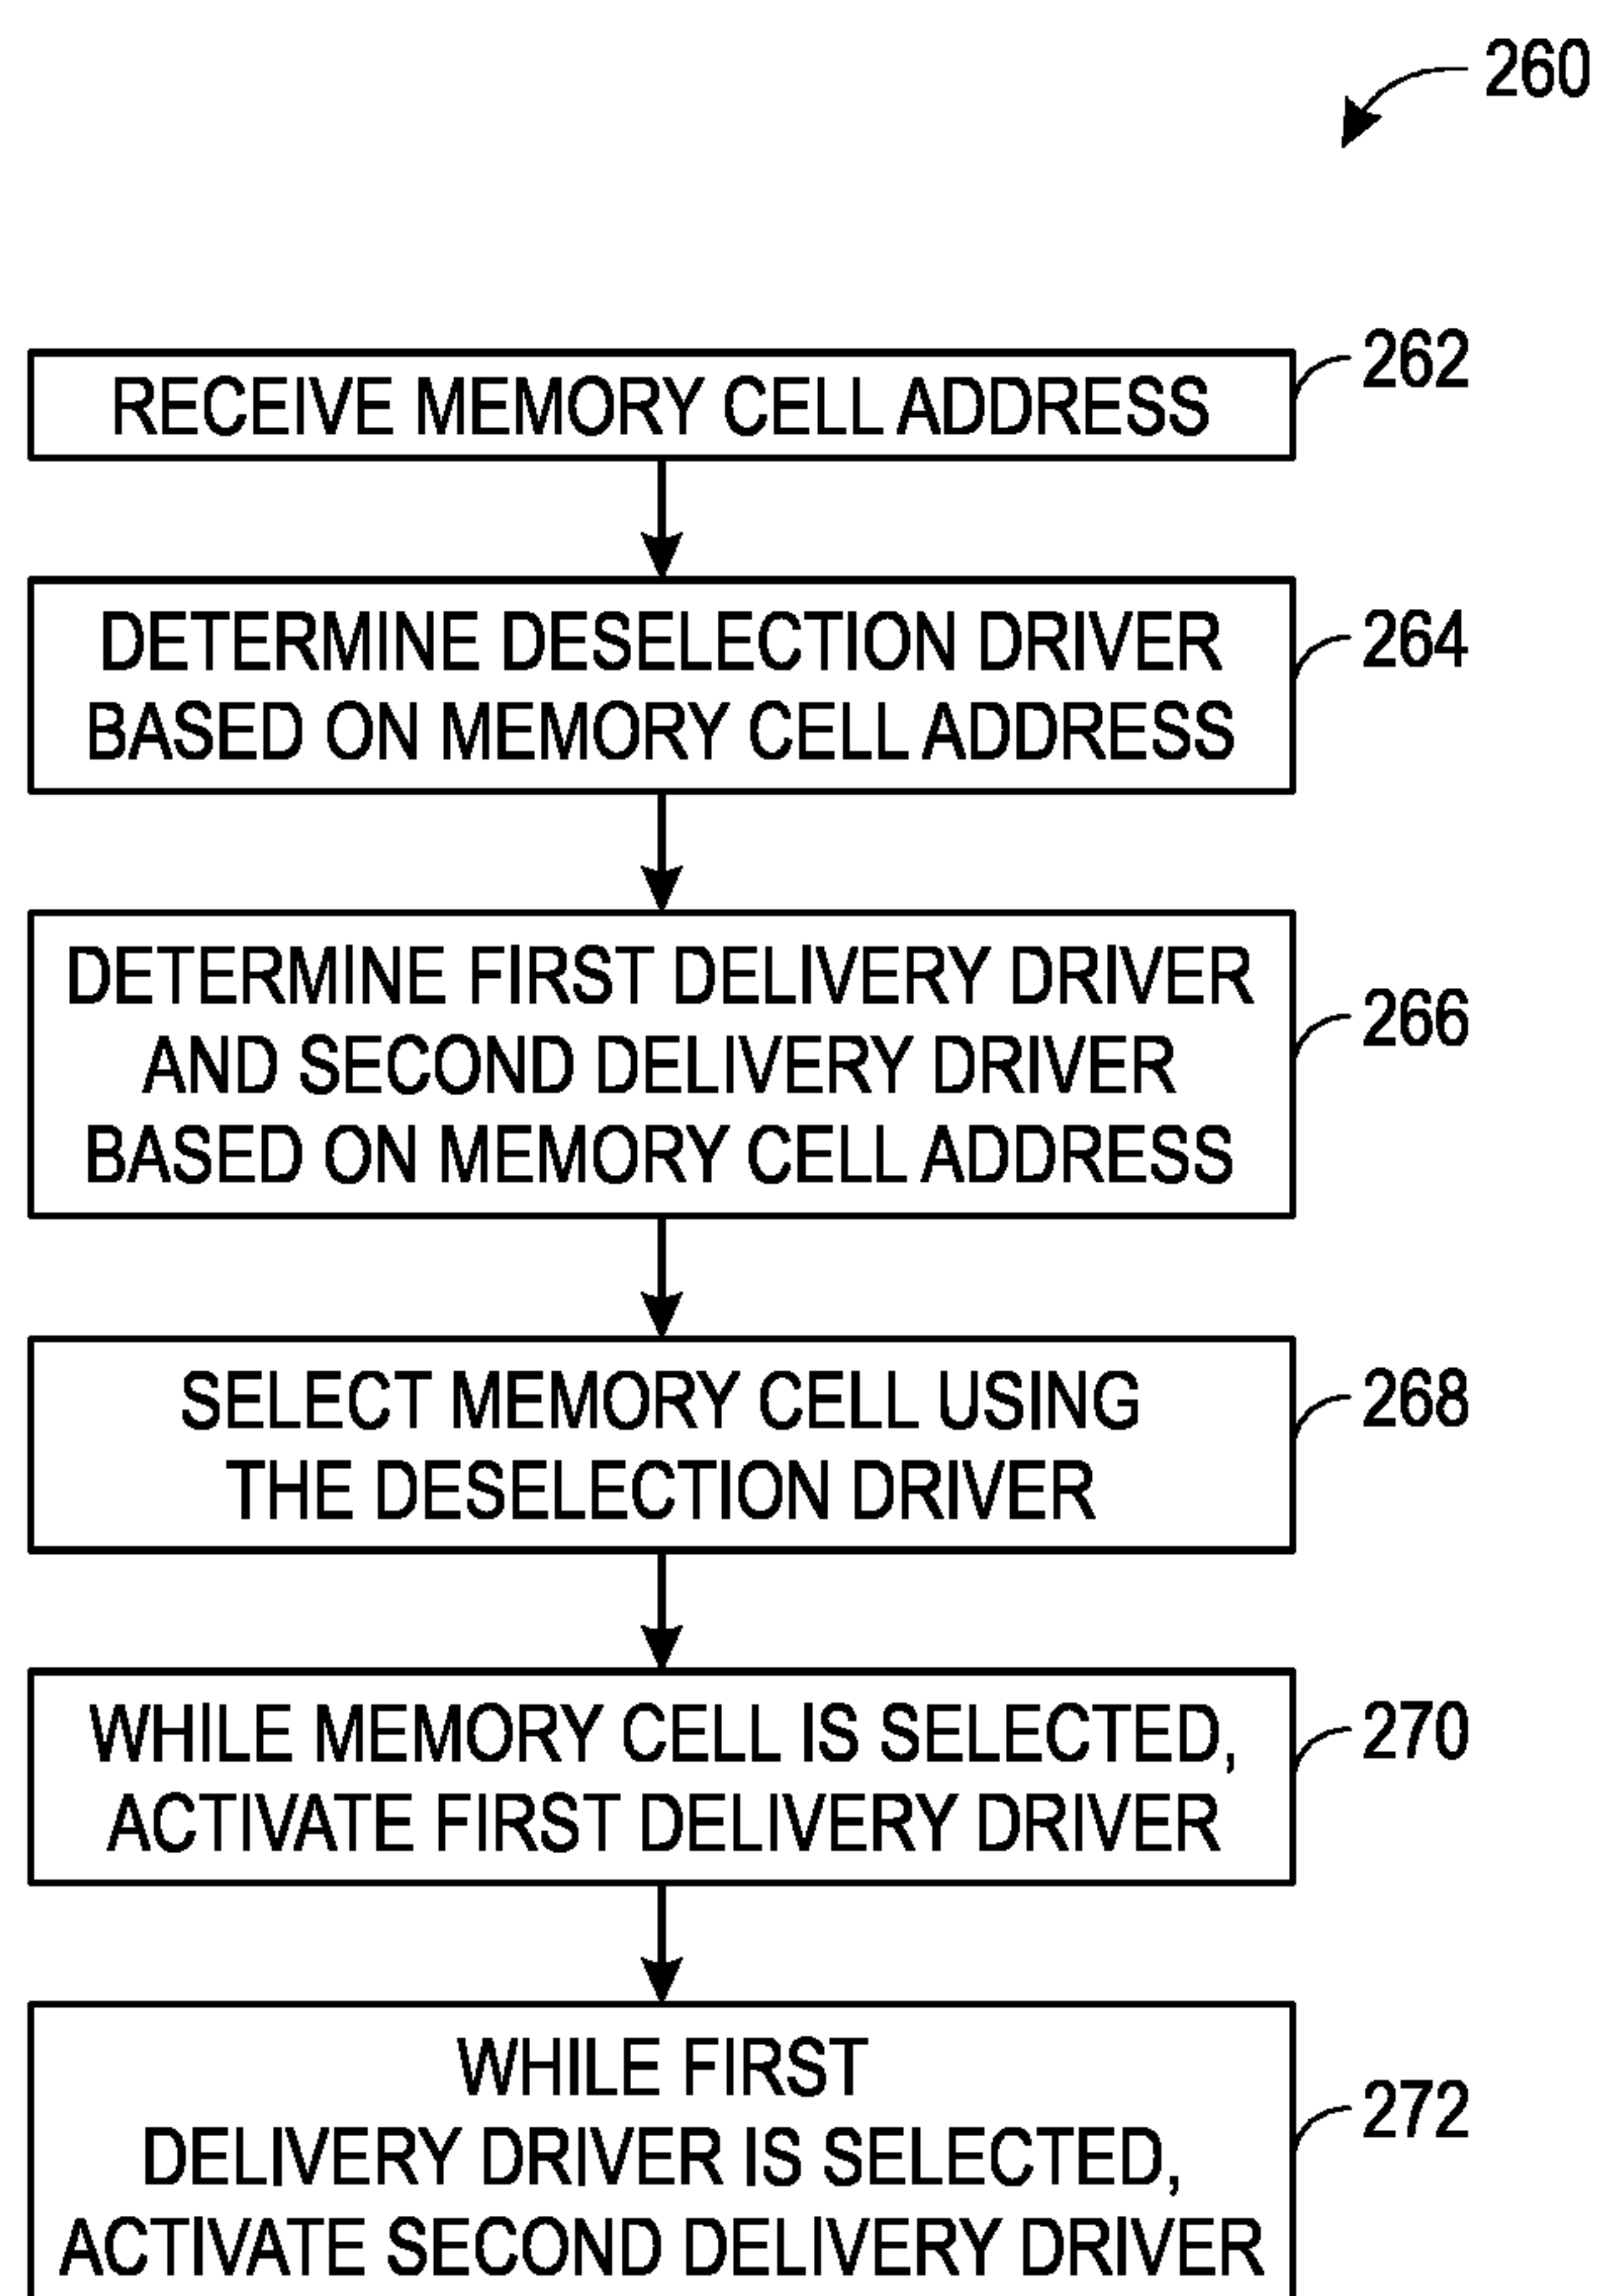 260
RECEIVE MEMORY CELL ADDRESS
262
DETERMINE DESELECTION DRIVER
BASED ON MEMORY CELL ADDRESS
264
DETERMINE FIRST DELIVERY DRIVER
AND SECOND DELIVERY DRIVER
BASED ON MEMORY CELL ADDRESS
266
SELECT MEMORY CELL USING
THE DESELECTION DRIVER
268
WHILE MEMORY CELL IS SELECTED,
ACTIVATE FIRST DELIVERY DRIVER
270
WHILE FIRST
DELIVERY DRIVER IS SELECTED,
ACTIVATE SECOND DELIVERY DRIVER
272